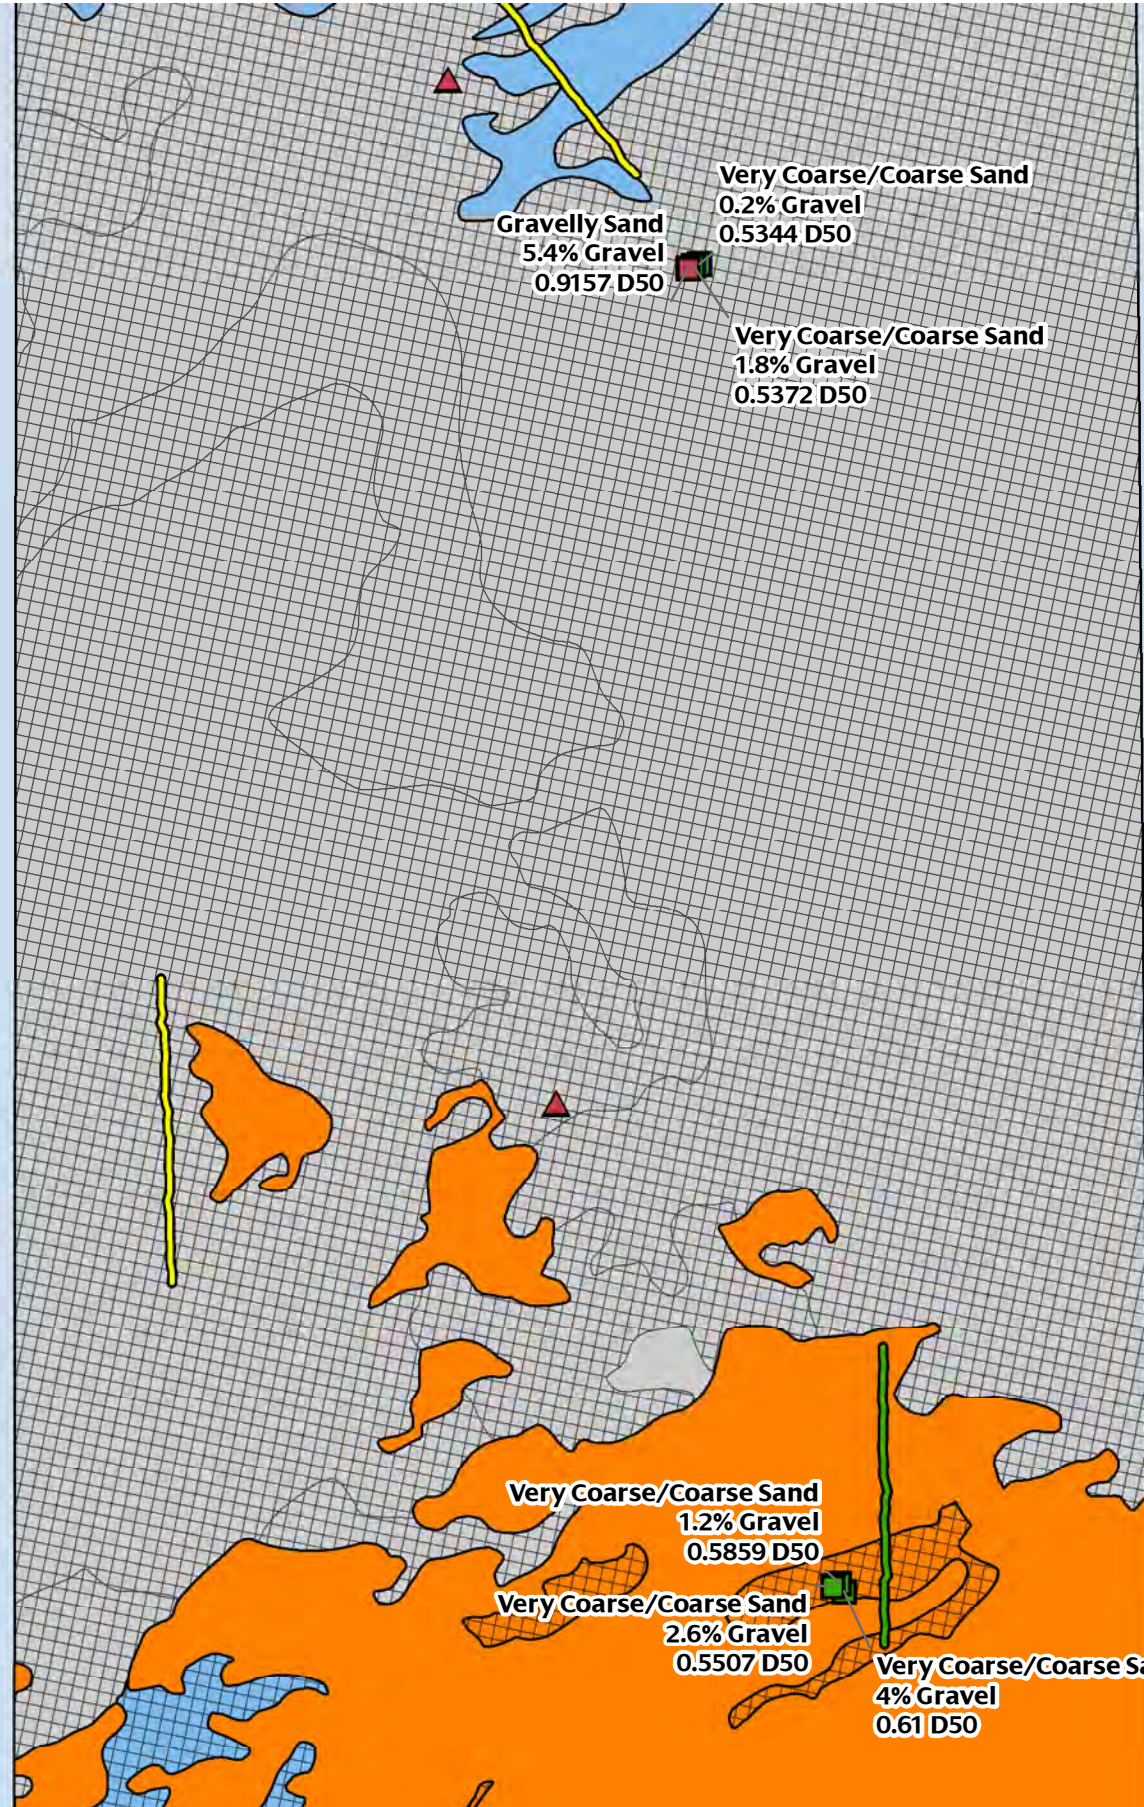 Very Coarse/Coarse Sand
0.2% Gravel
0.5344 D50
Gravelly Sand
5.4% Gravel
0.9157 D50
Very Coarse/Coarse Sand
1.8% Gravel
0.5372 D50
Very Coarse/Coarse Sand
1.2% Gravel
0.5859 D50
Very Coarse/Coarse Sand
2.6% Gravel
0.5507 D50
Very Coarse/Coarse Sa
4% Gravel
0.61 D50